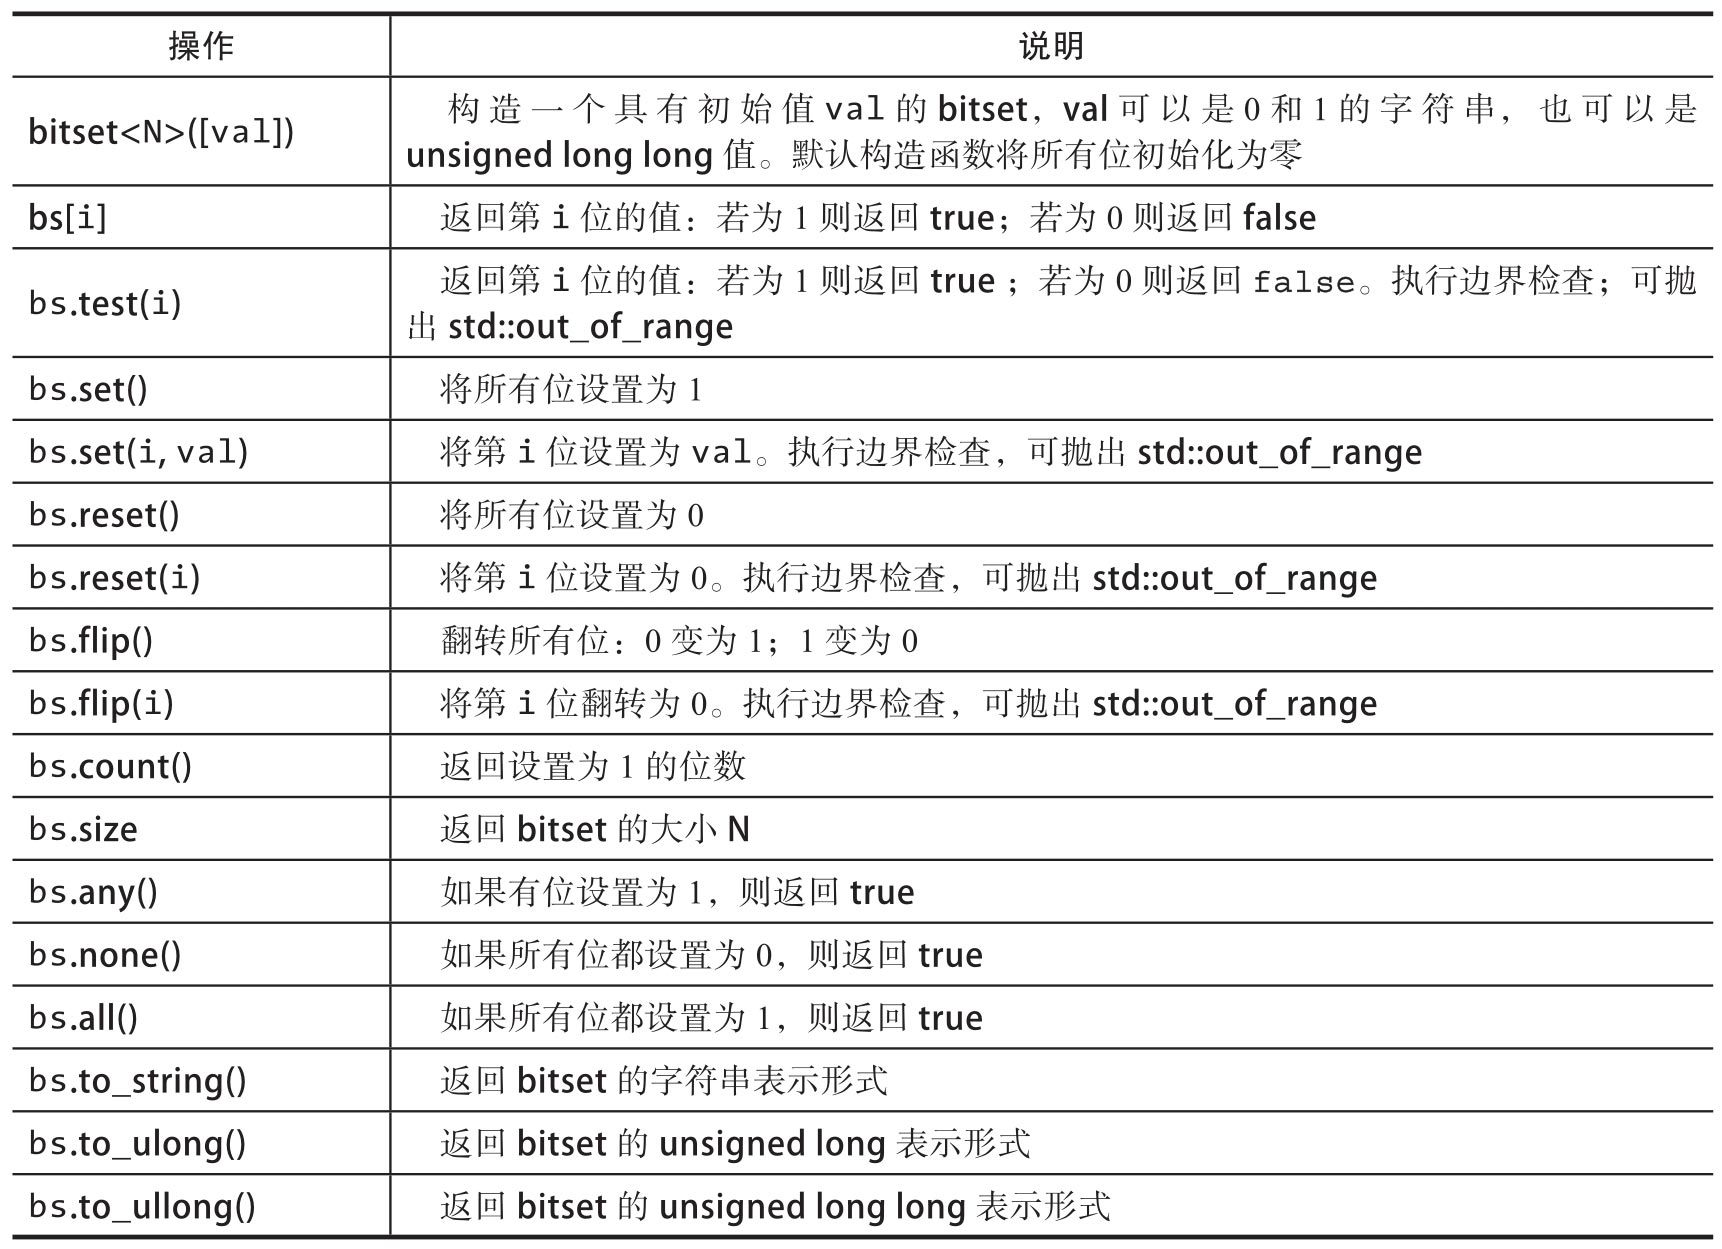 操作 说明
构造一个具有初始值 val 的 bitset，val 可以是 0 和 1 的字符串，也可以是
bitset<N>([val])
unsigned long long 值。默认构造函数将所有位初始化为零
bs[i] 返回第 i 位的值：若为 1 则返回 true；若为 0 则返回 false
返回第 i 位的值：若为 1 则返回 true；若为 0 则返回 false。执行边界检查；可抛
bs.test(i)
出 std::out_of_range
bs.set() 将所有位设置为 1
bs.set(i, val) 将第 i 位设置为 val。执行边界检查，可抛出 std::out_of_range
bs.reset() 将所有位设置为 0
bs.reset(i) 将第 i 位设置为 0。执行边界检查，可抛出 std::out_of_range
bs.flip() 翻转所有位：0 变为 1；1 变为 0
bs.flip(i) 将第 i 位翻转为 0。执行边界检查，可抛出 std::out_of_range
bs.count() 返回设置为 1 的位数
bs.size 返回 bitset 的大小 N
bs.any() 如果有位设置为 1，则返回 true
bs.none() 如果所有位都设置为 0，则返回 true
bs.all() 如果所有位都设置为 1，则返回 true
bs.to_string() 返回 bitset 的字符串表示形式
bs.to_ulong() 返回 bitset 的 unsigned long 表示形式
bs.to_ullong() 返回 bitset 的 unsigned long long 表示形式